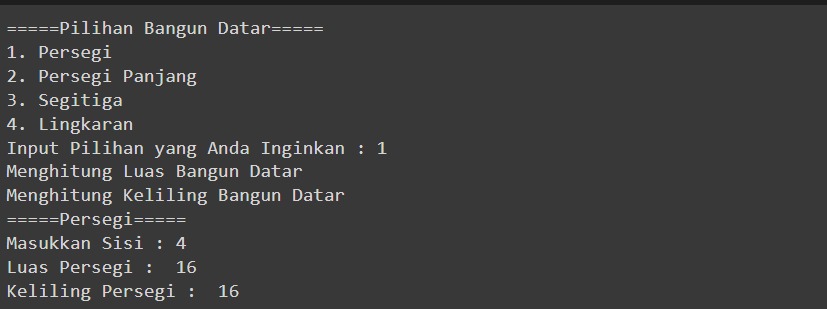 =====Pilihan Bangun Datar=====
1. Persegi
2. Persegi Panjang
3. Segitiga
4. Lingkaran
Input Pilihan yang Anda Inginkan : 1
Menghitung Luas Bangun Datar
Menghitung Keliling Bangun Datar
=====Persegi=====
Masukkan Sisi : 4
Luas Persegi :  16
Keliling Persegi :  16